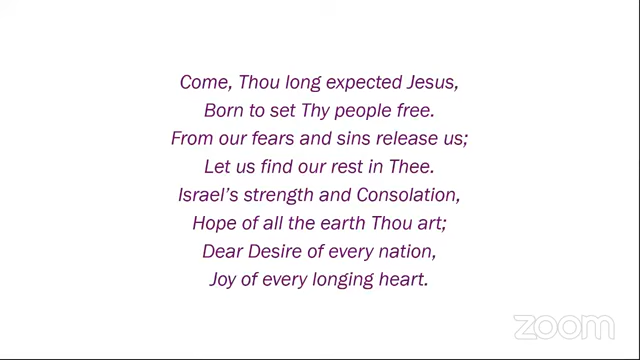 Come, Thou long expected Jesus,
Born to set Thy people free.
From our fears and sins release us;
Let us find our rest in Thee.
Israel's strength and Consolation,
Hope of all the earth Thou art;
Dear Desire of every nation,
Joy of every longing heart.
zoom